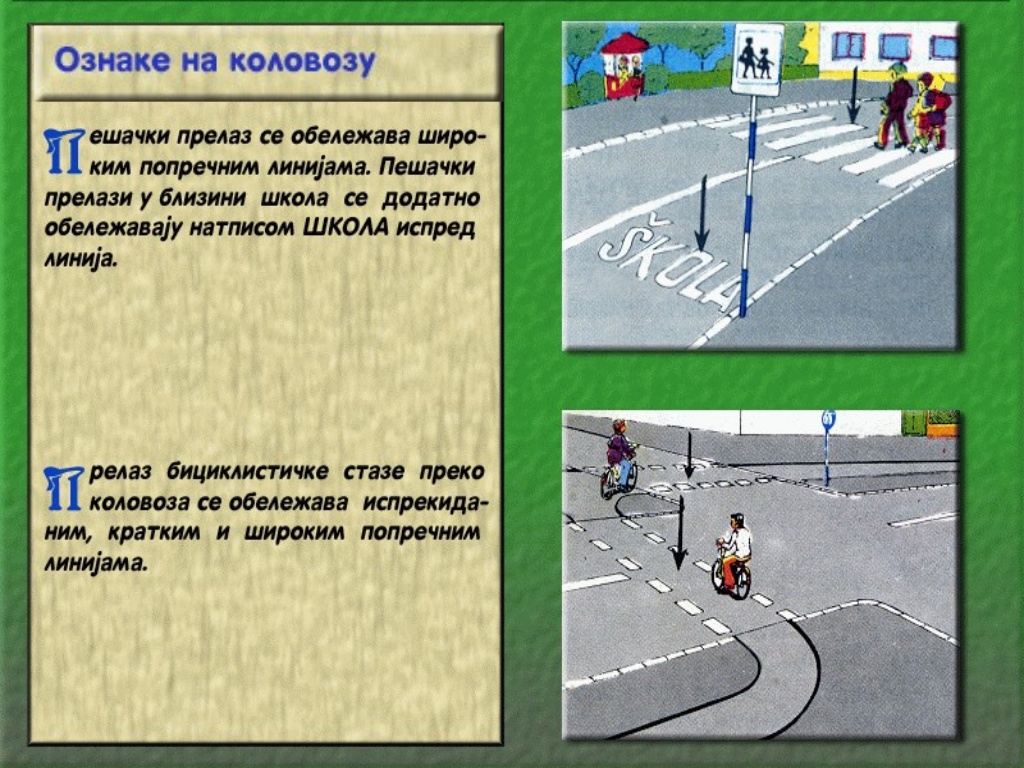 Ознаке на коловозу
Пешачки прелаз се обележава широ-
ким попречним линијама. Пешачки
прелази у близини школа се додатно
обележавају натписом ШКОЛА испред
линија.
ŠKOLA
Прелаз бициклистичке стазе преко
коловоза се обележава испрекида-
ним, кратким и широким попречним
линијама.